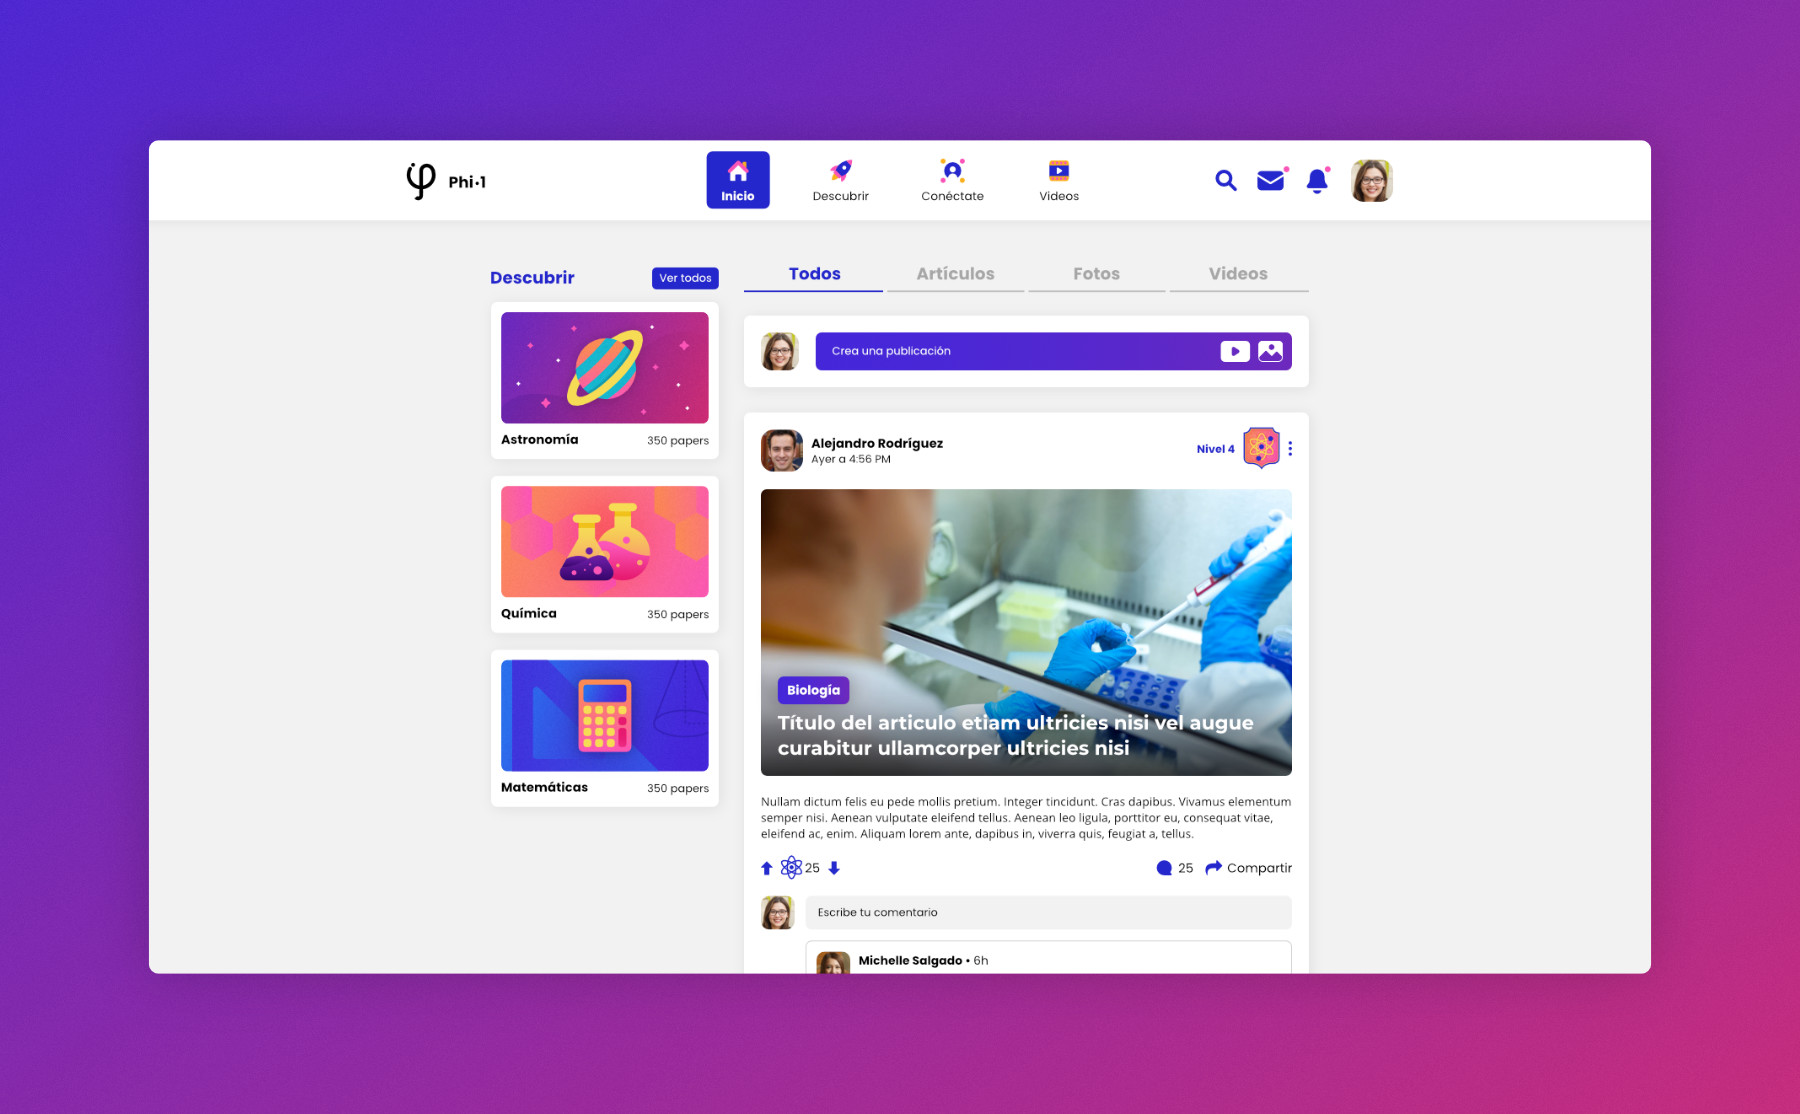 Phi·1
Inicio
Descubrir
Conéctate
Videos
Descubrir
Ver todos
Astronomía
350 papers
Química
350 papers
Matemáticas
350 papers
Todos
Artículos
Fotos
Videos
Crea una publicación
Alejandro Rodríguez
Ayer a 4:56 PM
Nivel 4
Biología
Título del articulo etiam ultricies nisi vel augue
curabitur ullamcorper ultricies nisi
Nullam dictum felis eu pede mollis pretium. Integer tincidunt. Cras dapibus. Vivamus elementum
semper nisi. Aenean vulputate eleifend tellus. Aenean leo ligula, porttitor eu, consequat vitae,
eleifend ac, enim. Aliquam lorem ante, dapibus in, viverra quis, feugiat a, tellus.
25
25
Compartir
Escribe tu comentario
Michelle Salgado • 6h